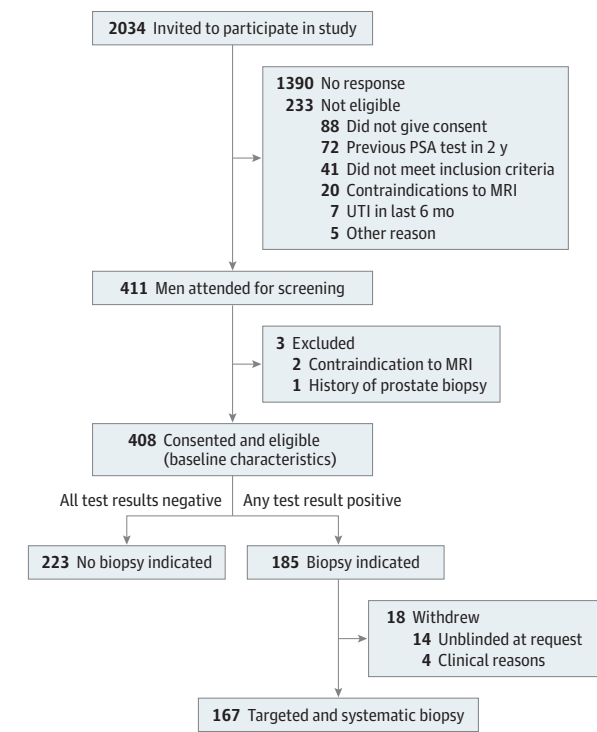 2034 Invited to participate in study
1390 No response
233 Not eligible
88 Did not give consent
72 Previous PSA test in 2 y
41 Did not meet inclusion criteria
20 Contraindications to MRI
7 UTI in last 6 mo
5 Other reason
411 Men attended for screening
3 Excluded
2 Contraindication to MRI
1 History of prostate biopsy
408 Consented and eligible
(baseline characteristics)
All test results negative
Any test result positive
223 No biopsy indicated
185 Biopsy indicated
18 Withdrew
14 Unblinded at request
4 Clinical reasons
167 Targeted and systematic biopsy